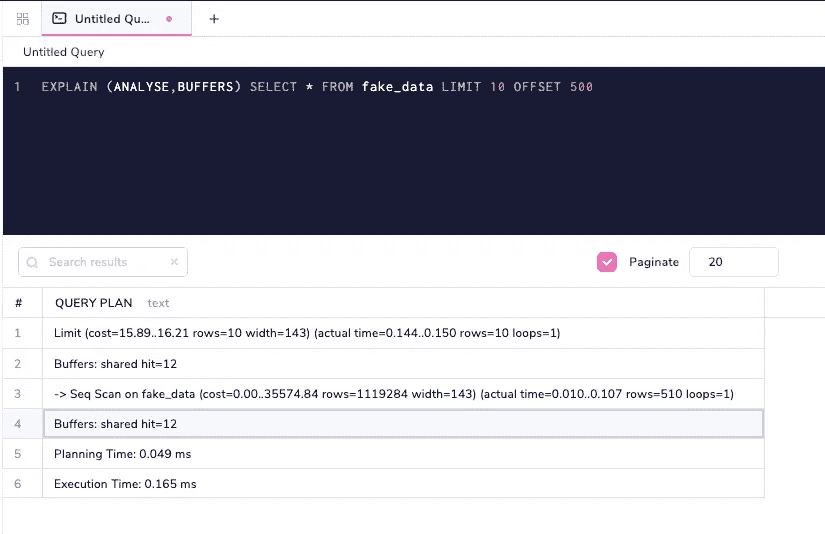 Untitled Qu...
+
Untitled Query
1 EXPLAIN (ANALYSE,BUFFERS) SELECT * FROM fake_data LIMIT 10 OFFSET 500
Search results × Paginate 20
# QUERY PLAN text
1 Limit (cost=15.89..16.21 rows=10 width=143) (actual time=0.144..0.150 rows=10 loops=1)
2 Buffers: shared hit=12
3 -> Seq Scan on fake_data (cost=0.00..35574.84 rows=1119284 width=143) (actual time=0.010..0.107 rows=510 loops=1)
4 Buffers: shared hit=12
5 Planning Time: 0.049 ms
6 Execution Time: 0.165 ms